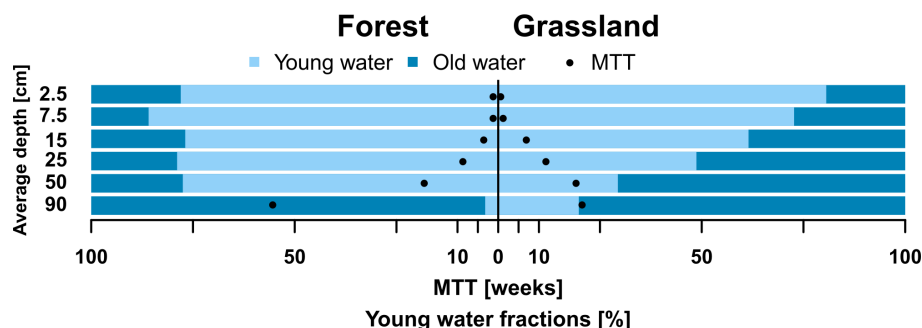 Forest Grassland
Young water Old water MTT
Average depth [cm]
2.5
7.5
15
25
50
90
100 50 10 0 10 50 100
MTT [weeks]
Young water fractions [%]